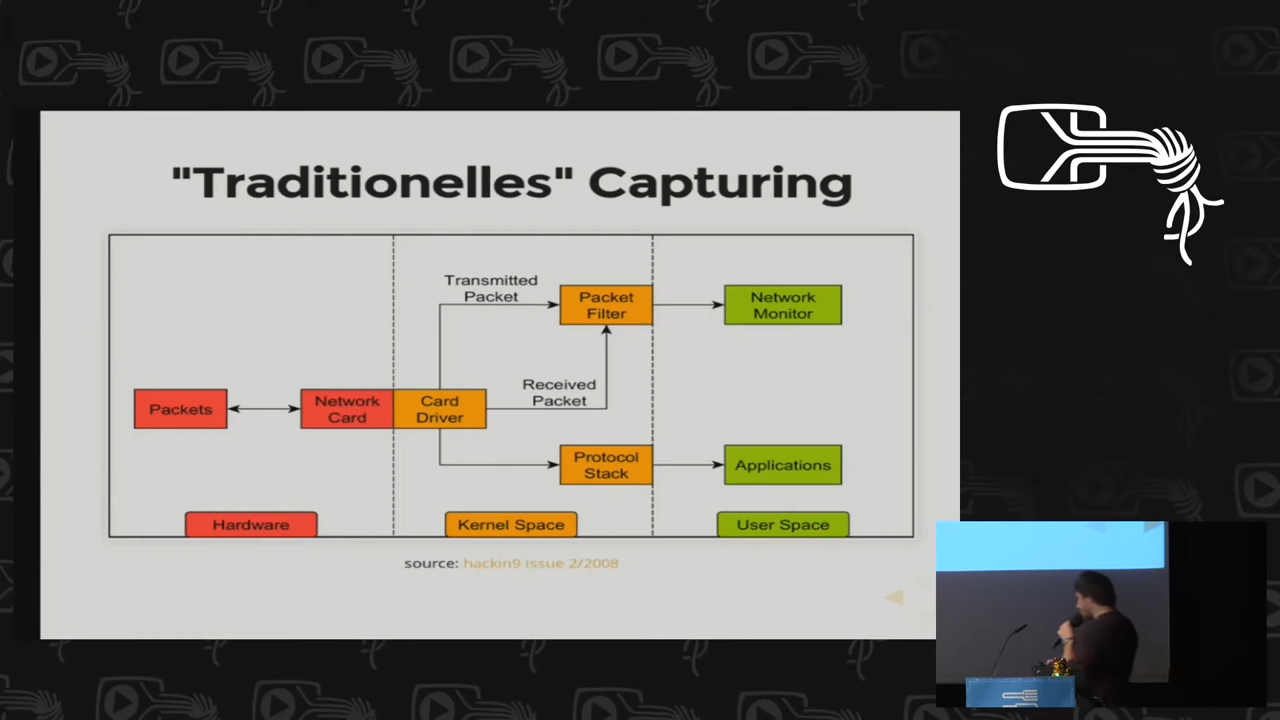 "Traditionelles" Capturing
Transmitted
Packet
Packet
Filter
Network
Monitor
Received
Packet
Packets
Network
Card
Card
Driver
Protocol
Stack
Applications
Hardware
Kernel Space
User Space
source: hackin9 issue 2/2008